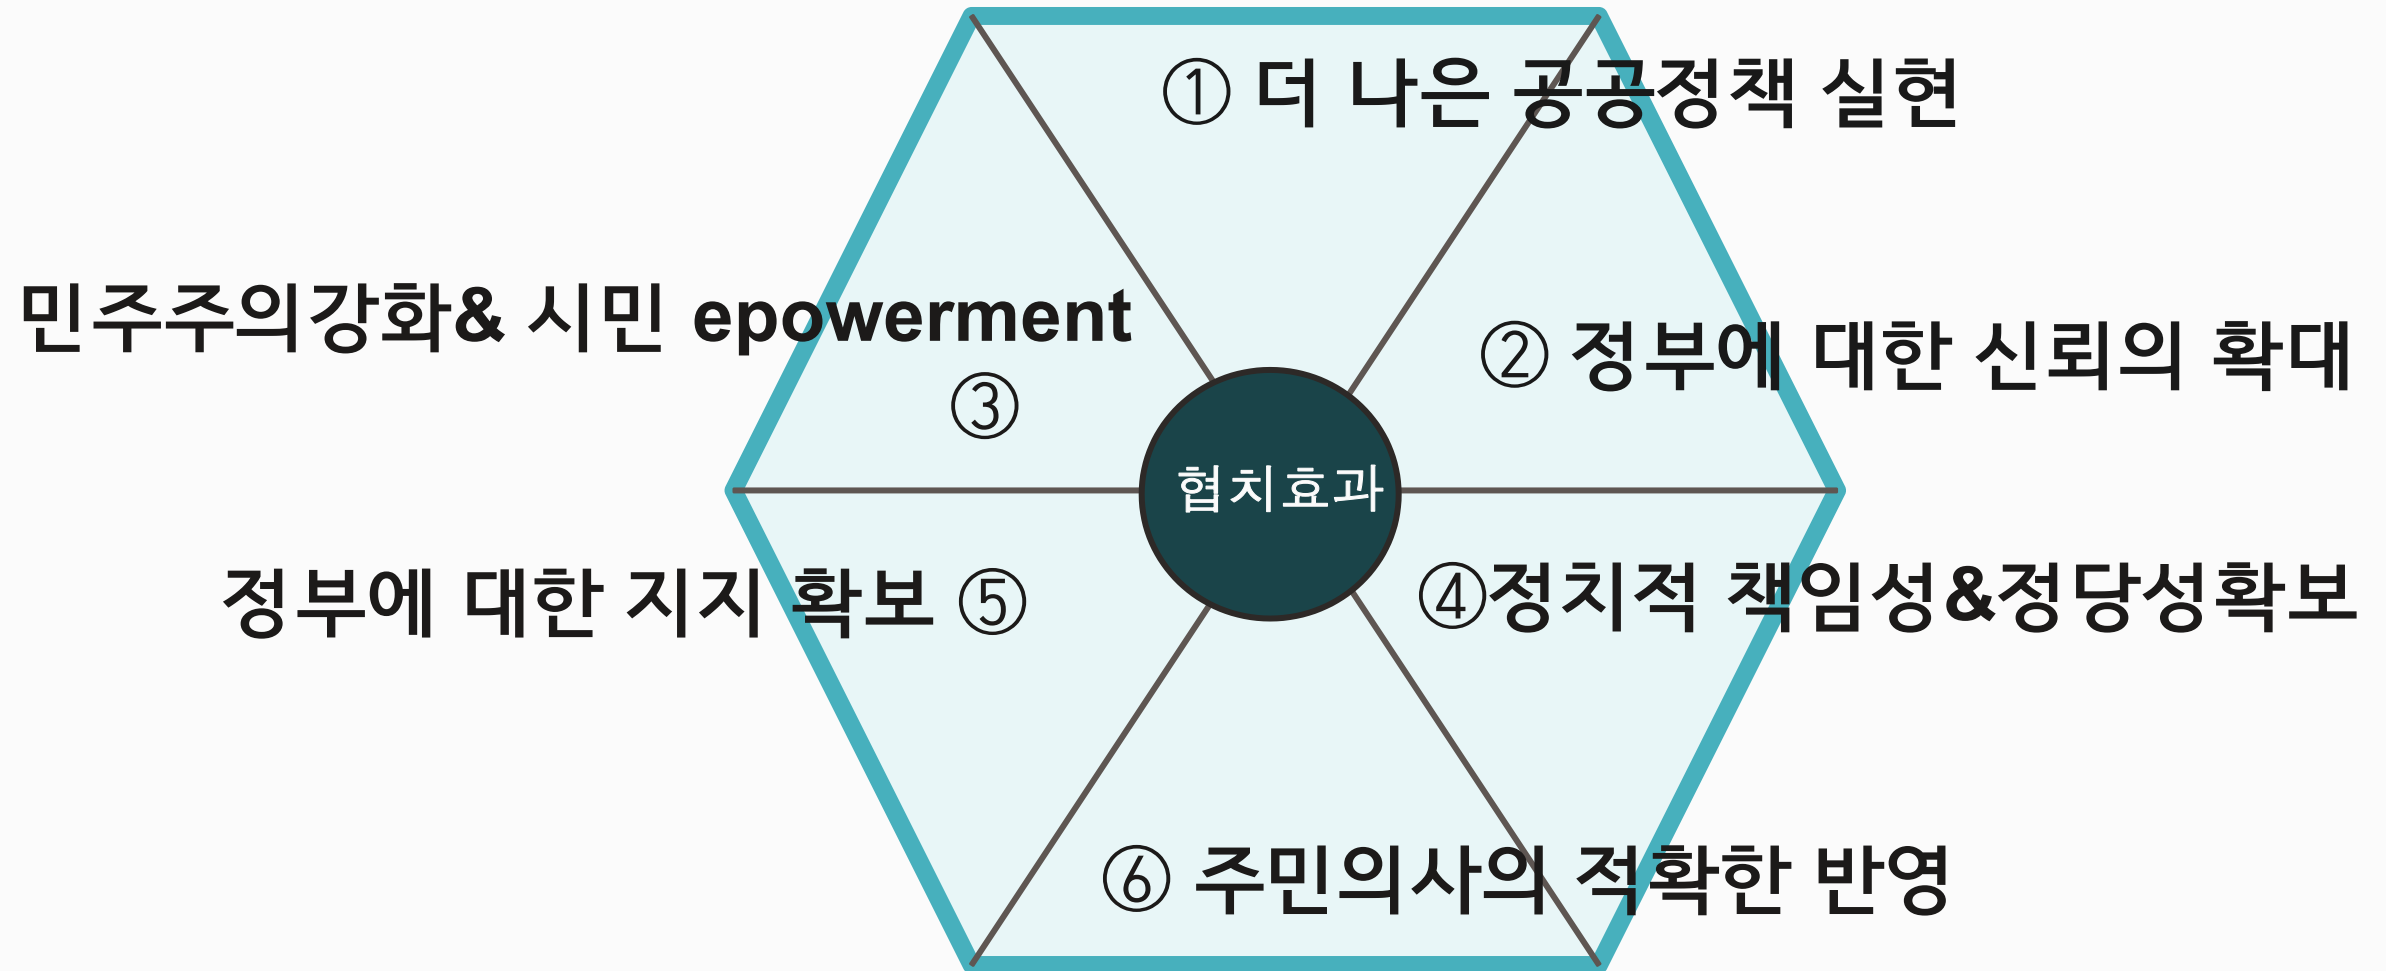 ① 더 나은 공공정책 실현
민주주의강화& 시민 epowerment
③
② 정부에 대한 신뢰의 확대
협치효과
정부에 대한 지지 확보 ⑤
④정치적 책임성&정당성확보
⑥ 주민의사의 적확한 반영